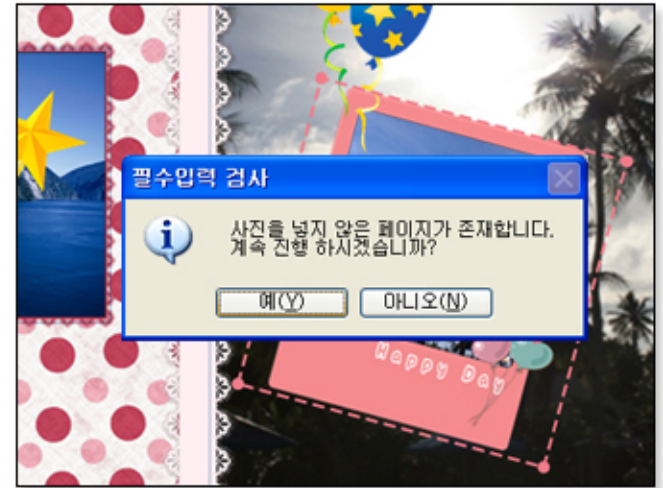 필수입력 검사
사진을 넣지 않은 페이지가 존재합니다.
계속 진행 하시겠습니까?
예(Y)
아니오(N)
Happy Day